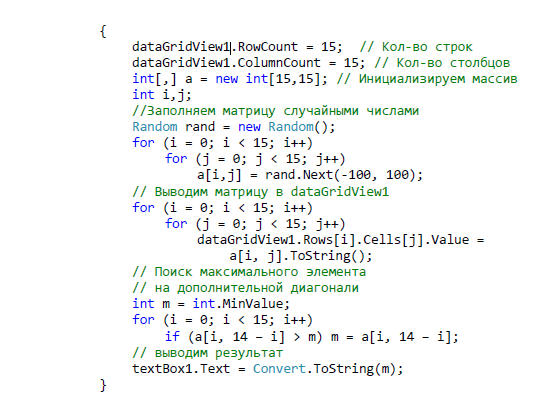 {
dataGridView1.RowCount = 15;  // Кол-во строк
dataGridView1.ColumnCount = 15; // Кол-во столбцов
int[,] a = new int[15,15]; // Инициализируем массив
int i,j;
//Заполняем матрицу случайными числами
Random rand = new Random();
for (i = 0; i < 15; i++)
for (j = 0; j < 15; j++)
a[i,j] = rand.Next(-100, 100);
// Выводим матрицу в dataGridView1
for (i = 0; i < 15; i++)
for (j = 0; j < 15; j++)
dataGridView1.Rows[i].Cells[j].Value =
a[i, j].ToString();
// Поиск максимального элемента
// на дополнительной диагонали
int m = int.MinValue;
for (i = 0; i < 15; i++)
if (a[i, 14 – i] > m) m = a[i, 14 – i];
// выводим результат
textBox1.Text = Convert.ToString(m);
}